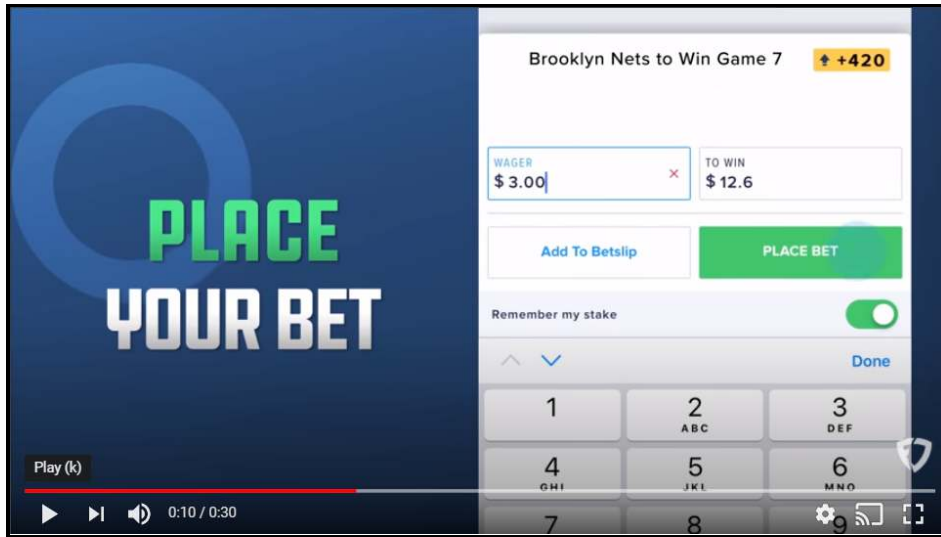 Brooklyn Nets to Win Game 7 +420
WAGER
$ 3.00
TO WIN
$ 12.6
PLACE
YOUR BET
Add To Betslip
PLACE BET
Remember my stake
Done
1
2
ABC
3
DEF
4
GHI
5
JKL
6
MNO
7
8
9
Play (k)
0:10 / 0:30